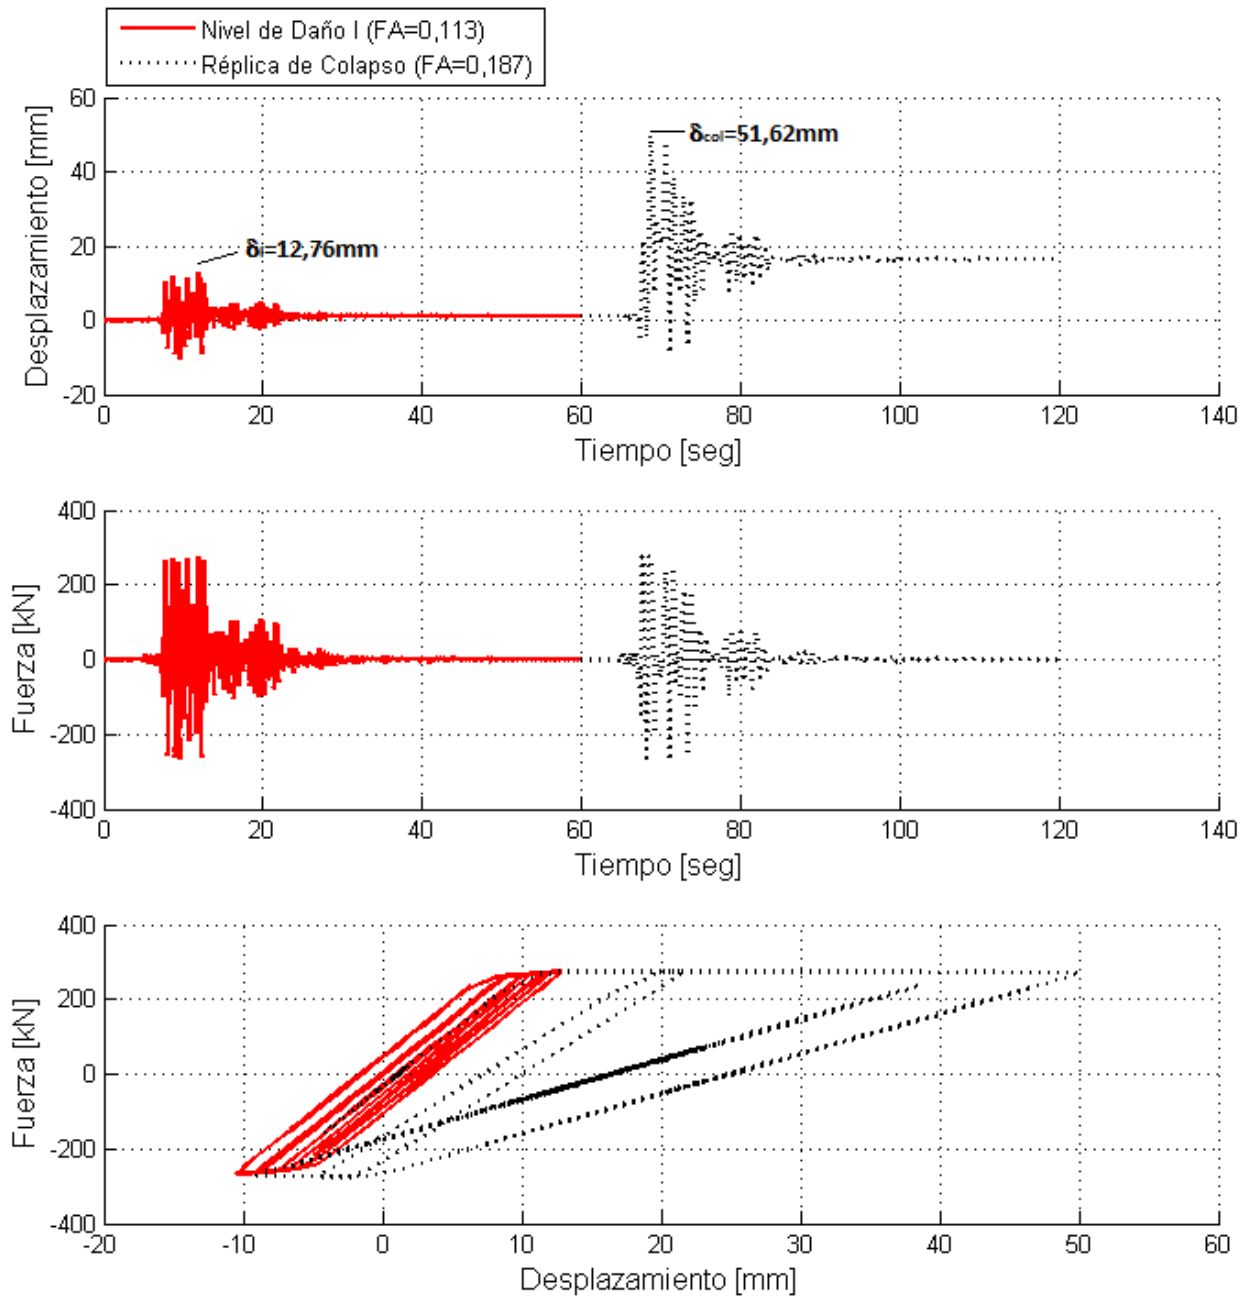 Nivel de Daño I (FA=0,113)
Réplica de Colapso (FA=0,187)
60
40
20
0
-20
Desplazamiento [mm]
δcol=51,62mm
δI=12,76mm
0 20 40 60 80 100 120 140
Tiempo [seg]
400
200
0
-200
-400
Fuerza [kN]
0 20 40 60 80 100 120 140
Tiempo [seg]
400
200
0
-200
-400
Fuerza [kN]
-20 -10 0 10 20 30 40 50 60
Desplazamiento [mm]